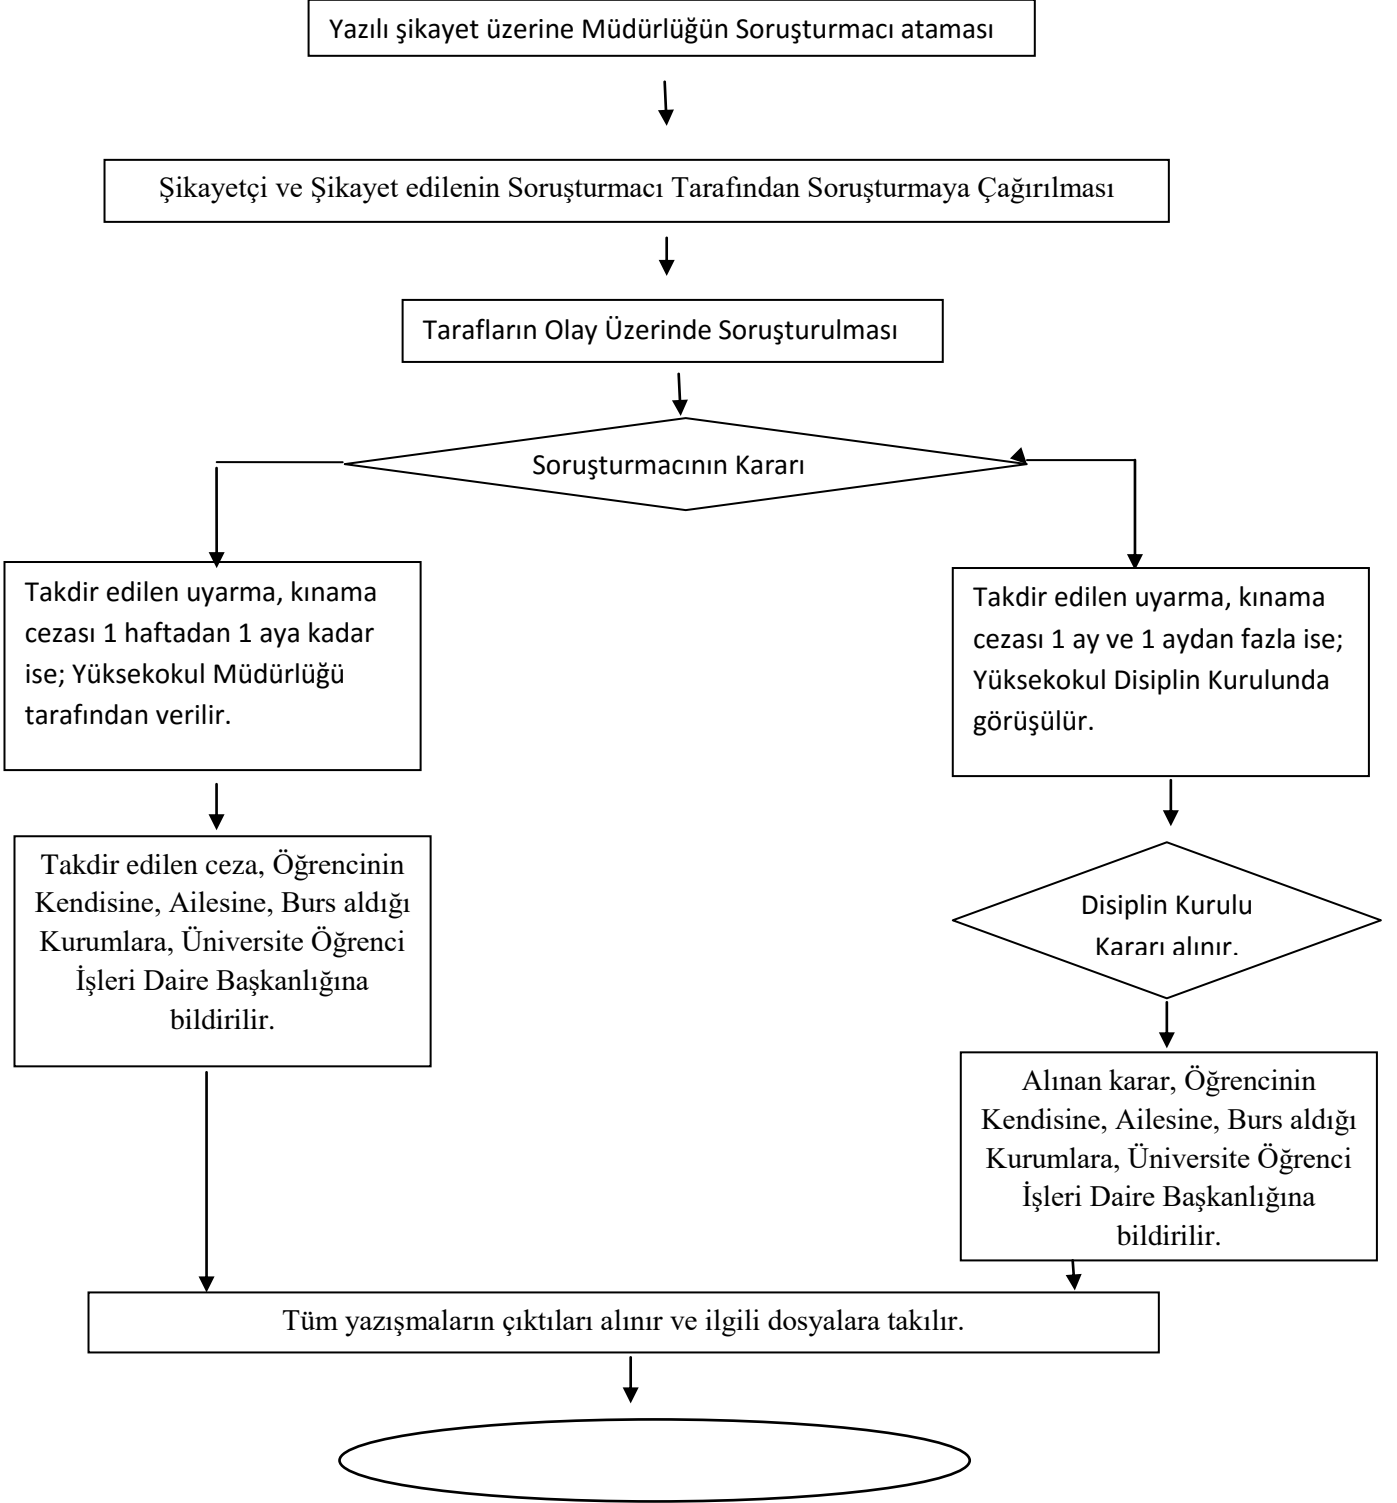 Yazılı şikayet üzerine Müdürlüğün Soruşturmacı ataması
Şikayetçi ve Şikayet edilenin Soruşturmacı Tarafından Soruşturmaya Çağırılması
Tarafların Olay Üzerinde Soruşturulması
Soruşturmacının Kararı
Takdir edilen uyarma, kınama
cezası 1 haftadan 1 aya kadar
ise; Yüksekokul Müdürlüğü
tarafından verilir.
Takdir edilen uyarma, kınama
cezası 1 ay ve 1 aydan fazla ise;
Yüksekokul Disiplin Kurulunda
görüşülür.
Takdir edilen ceza, Öğrencinin
Kendisine, Ailesine, Burs aldığı
Kurumlara, Üniversite Öğrenci
İşleri Daire Başkanlığına
bildirilir.
Disiplin Kurulu
Kararı alınır.
Alınan karar, Öğrencinin
Kendisine, Ailesine, Burs aldığı
Kurumlara, Üniversite Öğrenci
İşleri Daire Başkanlığına
bildirilir.
Tüm yazışmaların çıktıları alınır ve ilgili dosyalara takılır.